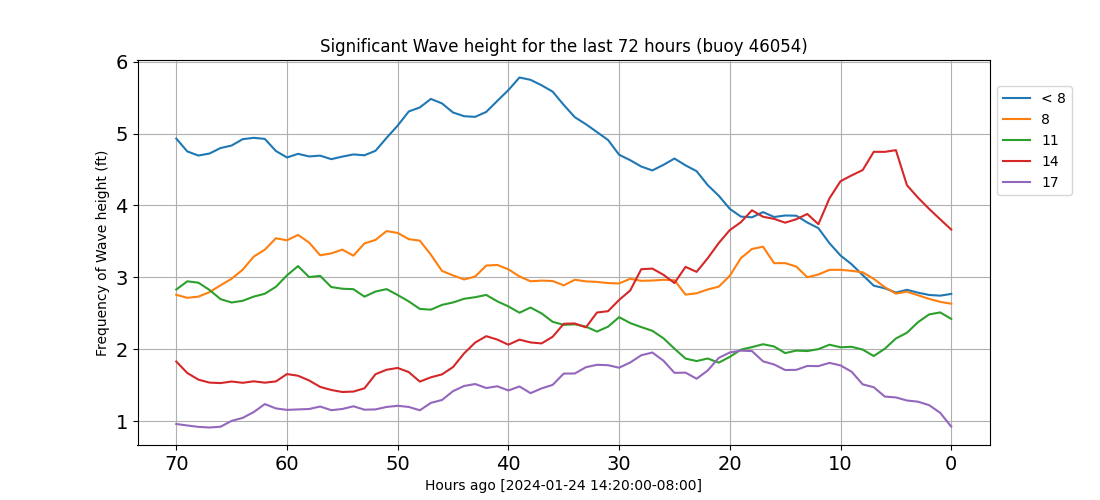 Significant Wave height for the last 72 hours (buoy 46054)
Frequency of Wave height (ft)
6
5
4
3
2
1
70 60 50 40 30 20 10 0
Hours ago [2024-01-24 14:20:00-08:00]
< 8
8
11
14
17